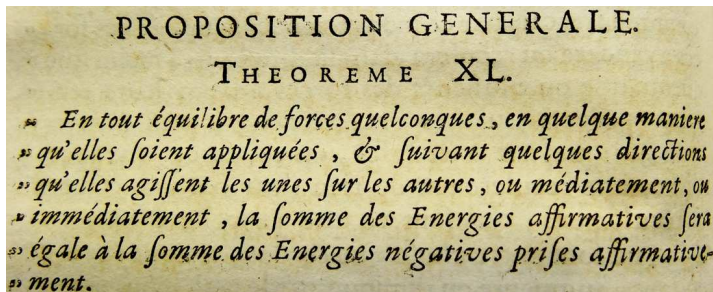 PROPOSITION GENERALE.
THEOREME XL.
„ En tout équilibre de forces quelconques, en quelque maniere
„ qu'elles ſoient appliquées, & ſuivant quelques directions
„ qu'elles agiſſent les unes ſur les autres, ou médiatement, ou
„ immédiatement, la ſomme des Energies affirmatives ſera
„ égale à la ſomme des Energies négatives priſes affirmative-
„ ment.